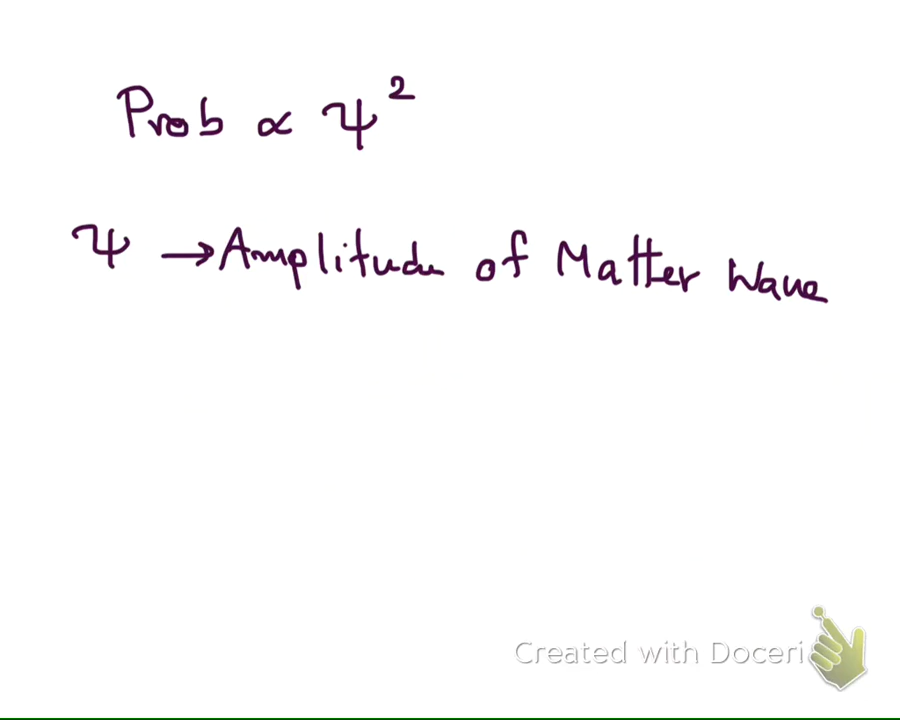 Prob ∝ ψ²
ψ → Amplitude of Matter Wave
Created with Doceri